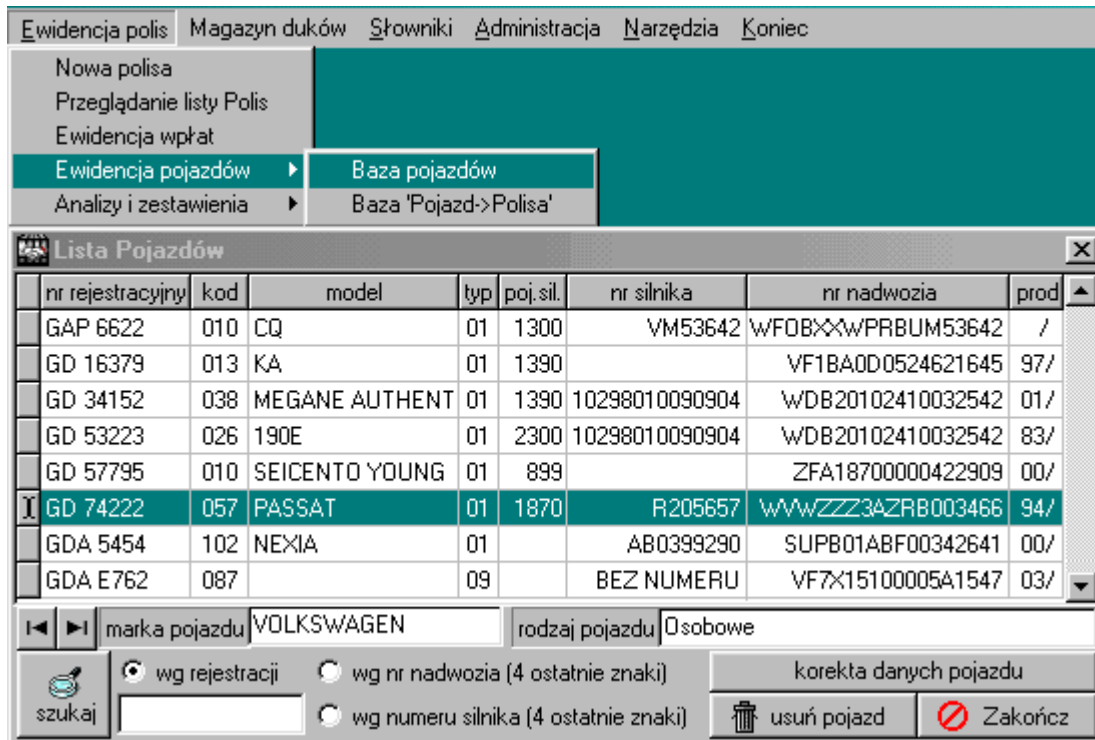 Ewidencja polis Magazyn duków Słowniki Administracja Narzędzia Koniec
Nowa polisa
Przeglądanie listy Polis
Ewidencja wpłat
Ewidencja pojazdów Baza pojazdów
Analizy i zestawienia Baza 'Pojazd->Polisa'
Lista Pojazdów
nr rejestracyjny kod model typ poj.sil. nr silnika nr nadwozia prod
GAP 6622 010 CQ 01 1300 VM53642 WFOBXXWPRBUM53642 /
GD 16379 013 KA 01 1390 VF1BA0D0524621645 97/
GD 34152 038 MEGANE AUTHENT 01 1390 10298010090904 WDB20102410032542 01/
GD 53223 026 190E 01 2300 10298010090904 WDB20102410032542 83/
GD 57795 010 SEICENTO YOUNG 01 899 ZFA18700000422909 00/
GD 74222 057 PASSAT 01 1870 R205657 WVWZZZ3AZRB003466 94/
GDA 5454 102 NEXIA 01 AB0399290 SUPB01ABF00342641 00/
GDA E762 087 09 BEZ NUMERU VF7X15100005A1547 03/
marka pojazdu VOLKSWAGEN rodzaj pojazdu Osobowe
wg rejestracji wg nr nadwozia (4 ostatnie znaki) korekta danych pojazdu
szukaj wg numeru silnika (4 ostatnie znaki) usuń pojazd Zakończ